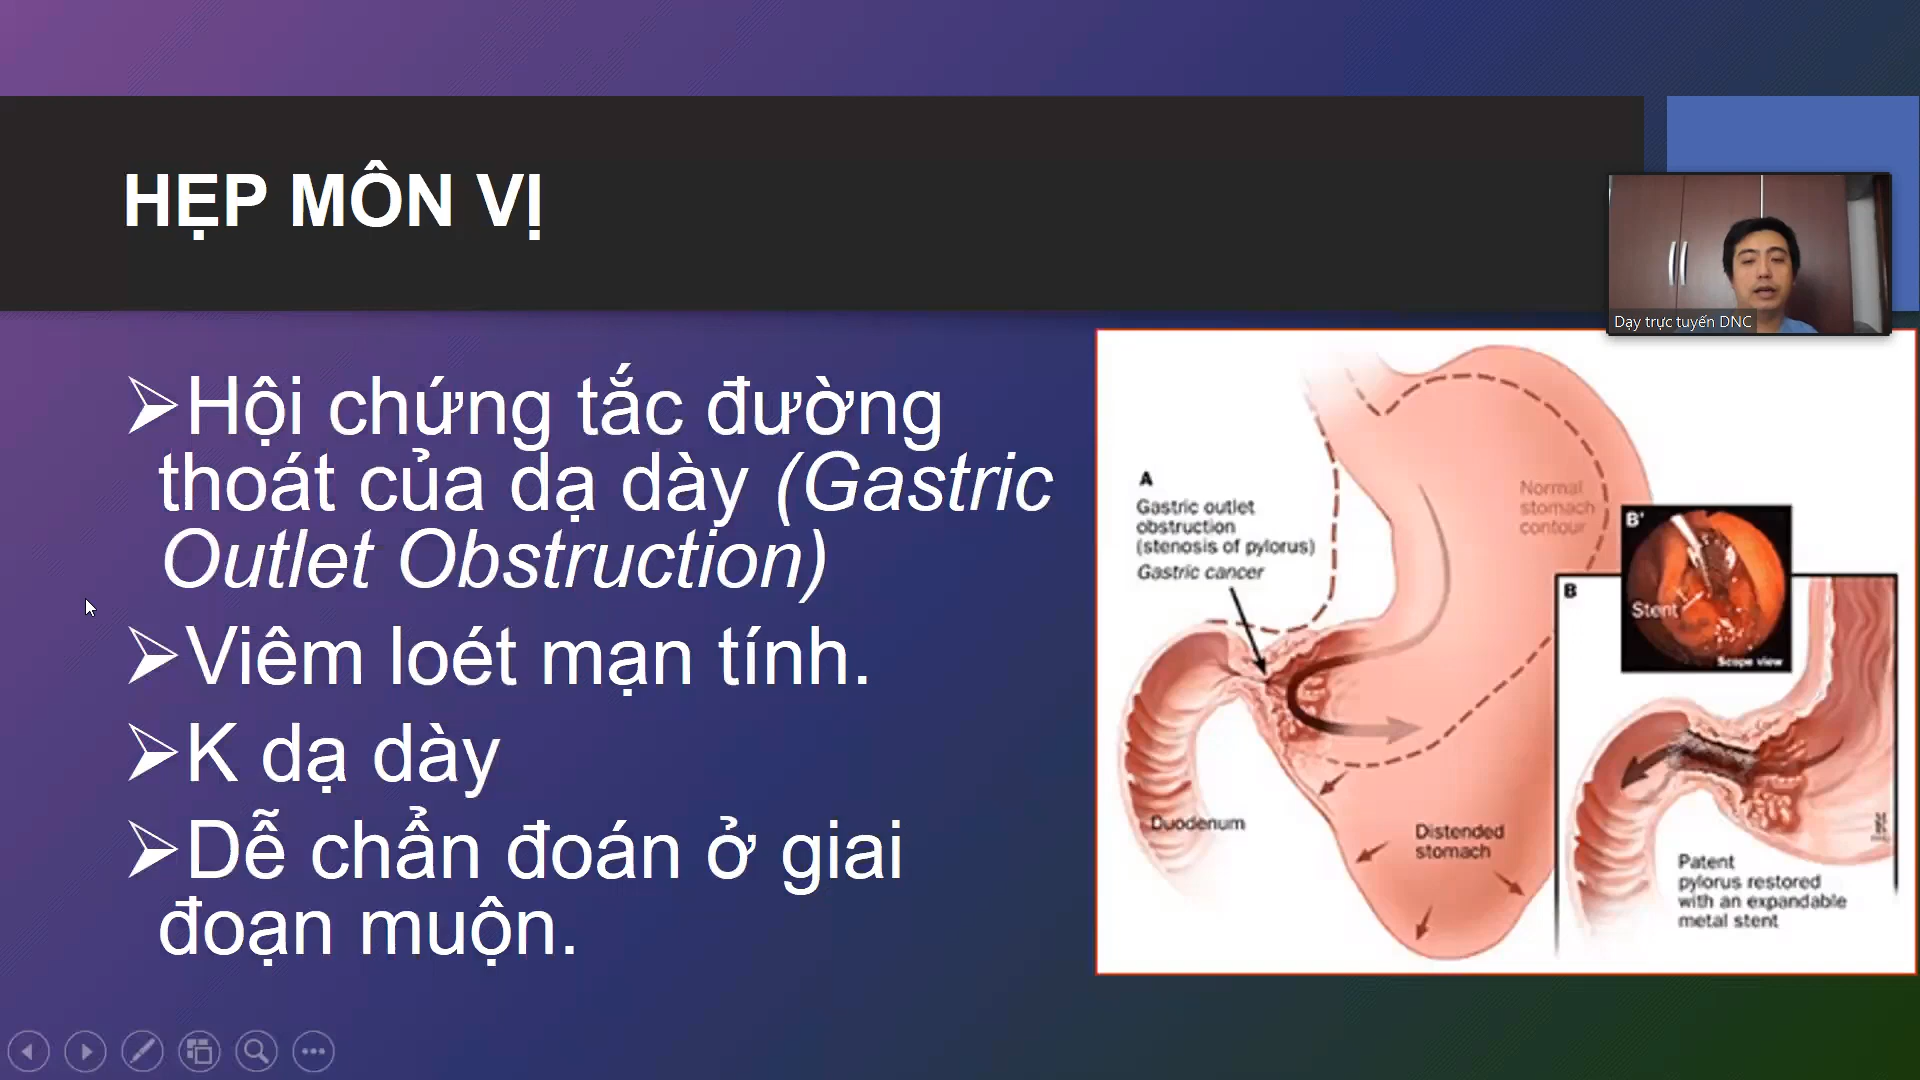 HẸP MÔN VỊ
Dạy trực tuyến DNC
➢Hội chứng tắc đường
thoát của dạ dày (Gastric
Outlet Obstruction)
➢Viêm loét mạn tính.
➢K dạ dày
➢Dễ chẩn đoán ở giai
đoạn muộn.
A
Gastric outlet
obstruction
(stenosis of pylorus)
Gastric cancer
Normal
stomach
contour
B'
Stent
Scope view
B
Duodenum
Distended
stomach
Patent
pylorus restored
with an expandable
metal stent